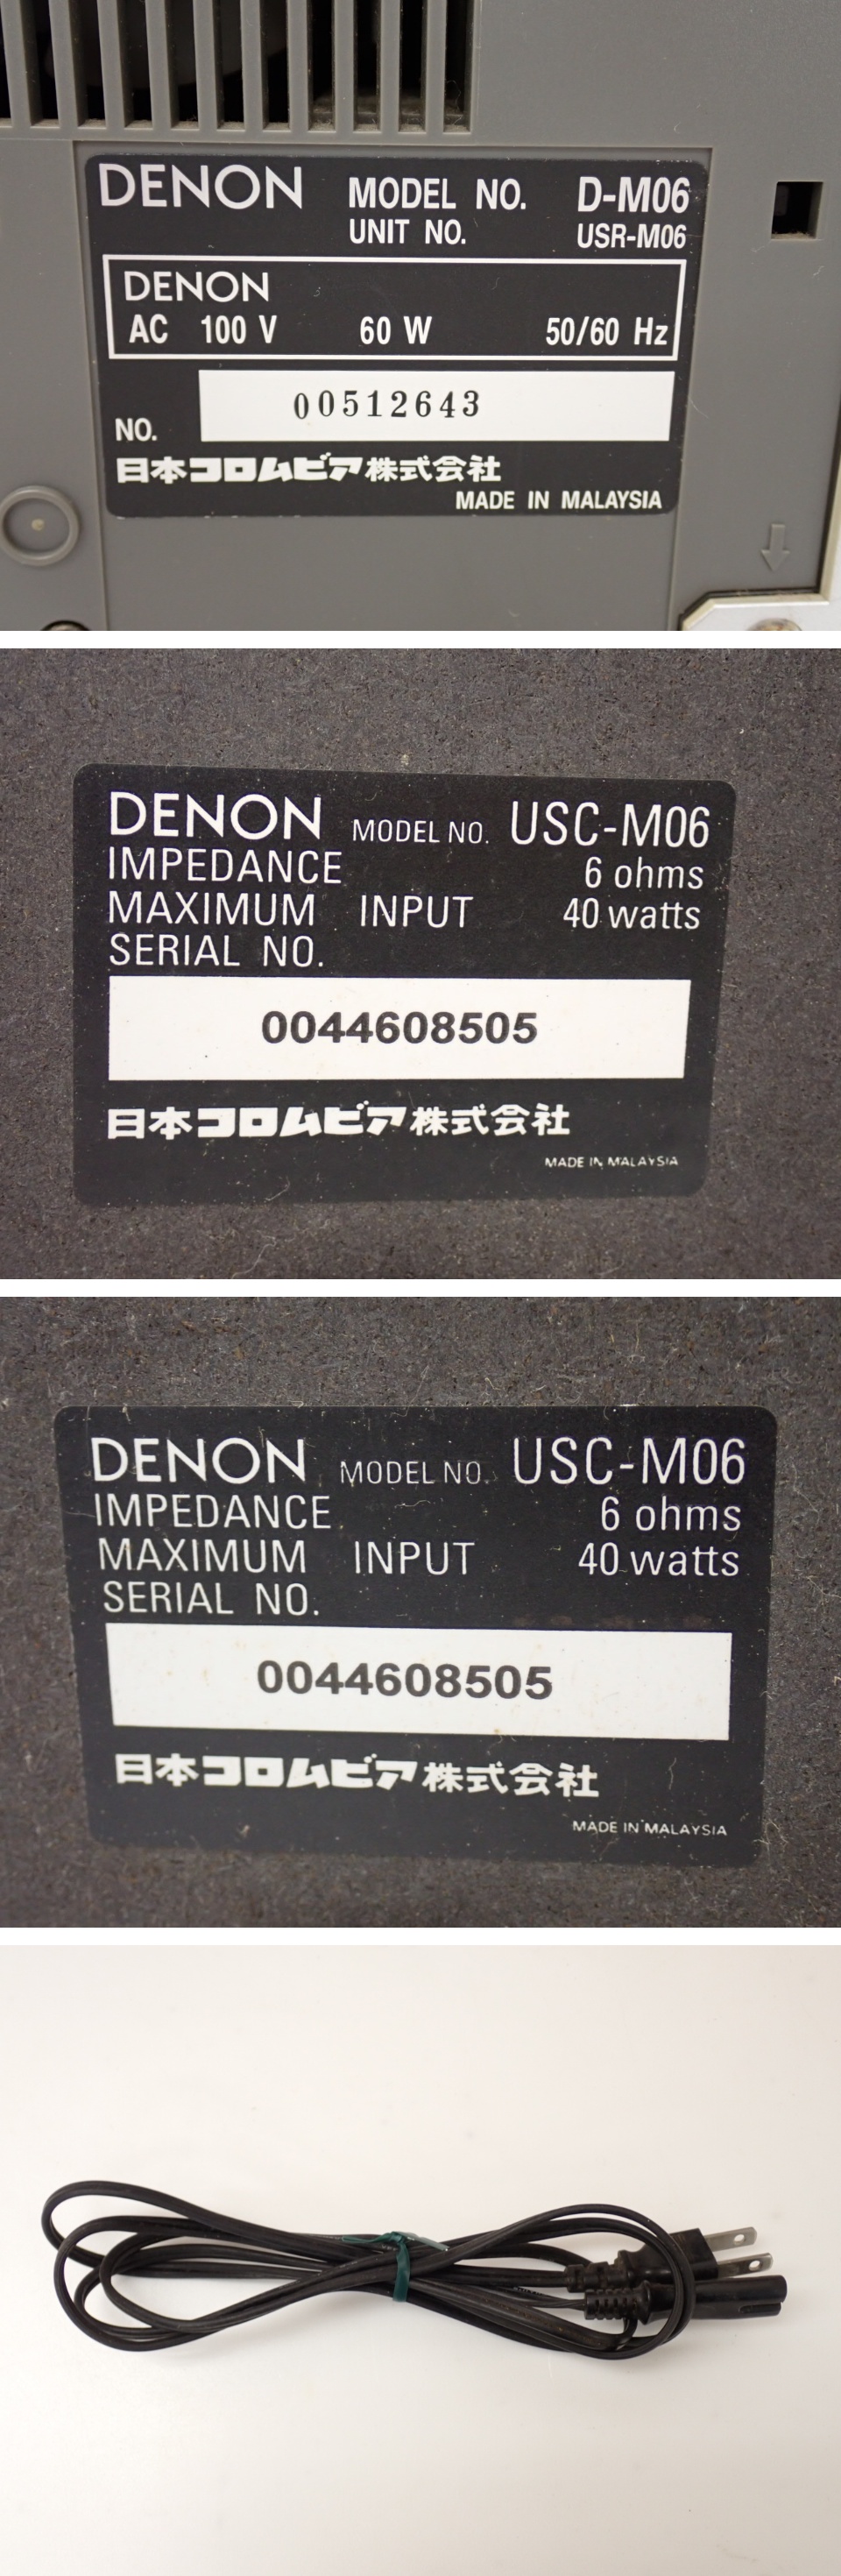 DENON MODEL NO. D-M06
UNIT NO. USR-M06
DENON
AC 100 V 60 W 50/60 Hz
NO. 00512643
日本コロムビア株式会社
MADE IN MALAYSIA
DENON MODEL NO. USC-M06
IMPEDANCE 6 ohms
MAXIMUM INPUT 40 watts
SERIAL NO.
0044608505
日本コロムビア株式会社
MADE IN MALAYSIA
DENON MODEL NO. USC-M06
IMPEDANCE 6 ohms
MAXIMUM INPUT 40 watts
SERIAL NO.
0044608505
日本コロムビア株式会社
MADE IN MALAYSIA